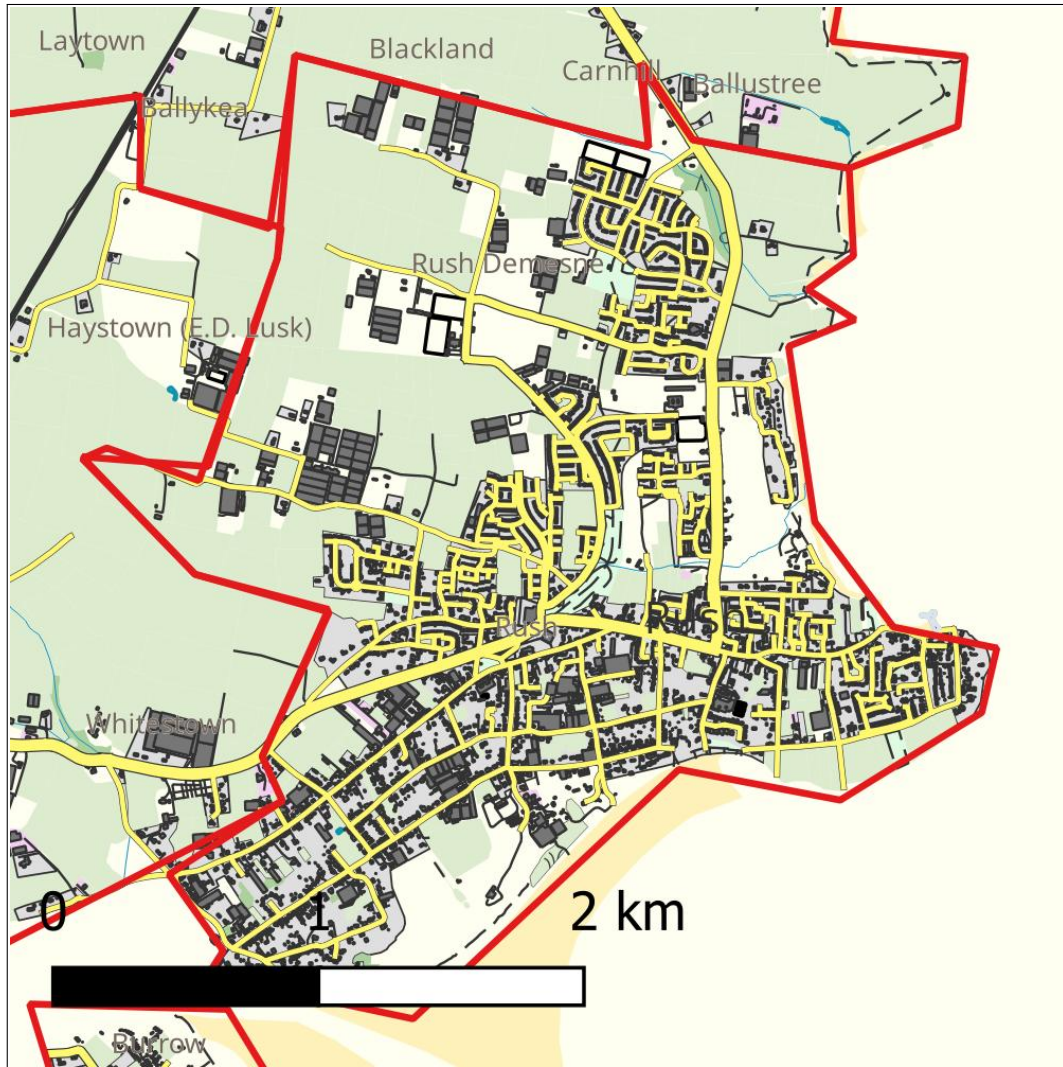 Laytown
Blackland
Carnhill
Ballustree
Ballykea
Rush Demesne
Haystown (E.D. Lusk)
Rush
Whitestown
0 1 2 km
Burrow